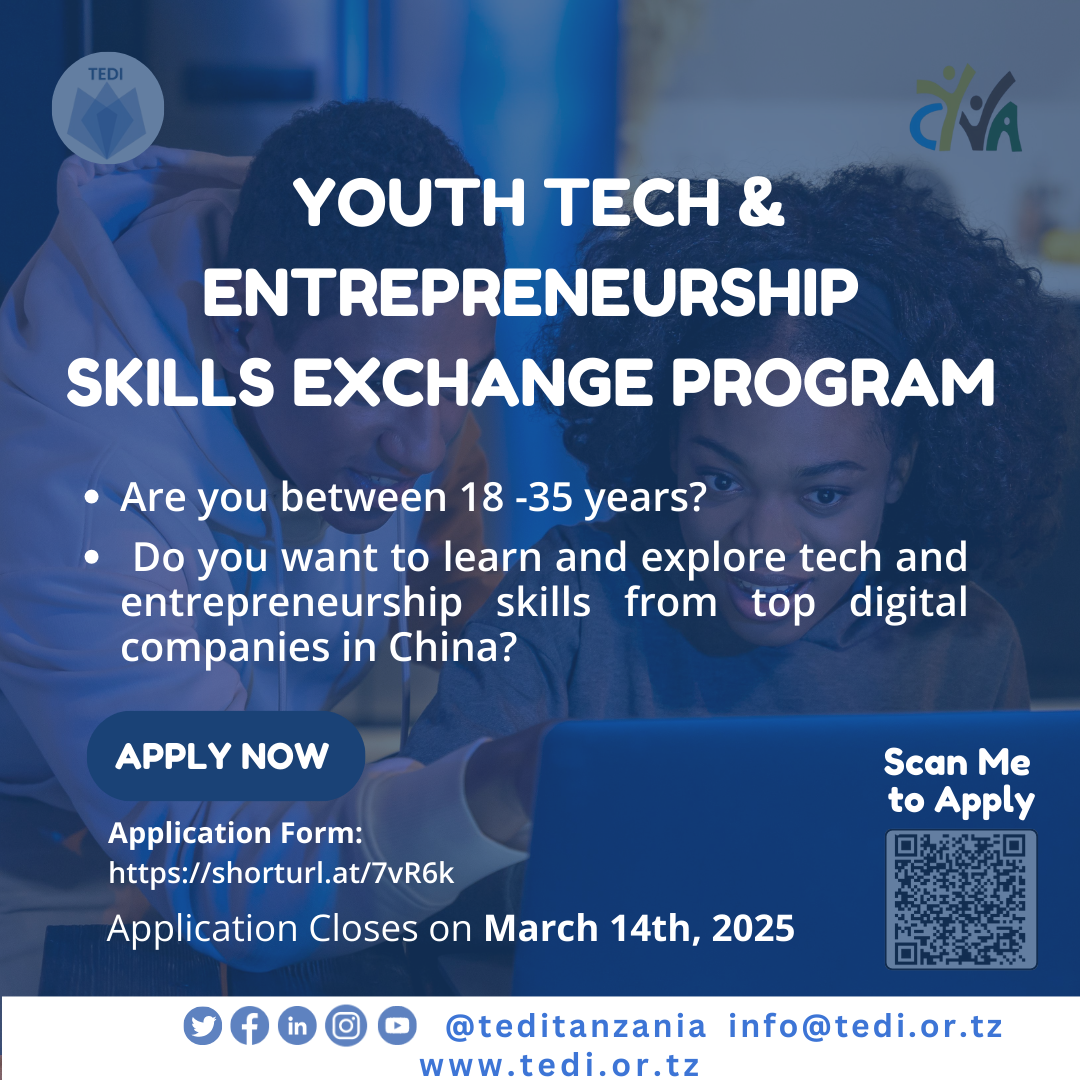 TEDI
CYVA
YOUTH TECH &
ENTREPRENEURSHIP
SKILLS EXCHANGE PROGRAM
• Are you between 18 -35 years?
• Do you want to learn and explore tech and
entrepreneurship skills from top digital
companies in China?
APPLY NOW
Scan Me
to Apply
Application Form:
https://shorturl.at/7vR6k
Application Closes on March 14th, 2025
@teditanzania info@tedi.or.tz
www.tedi.or.tz